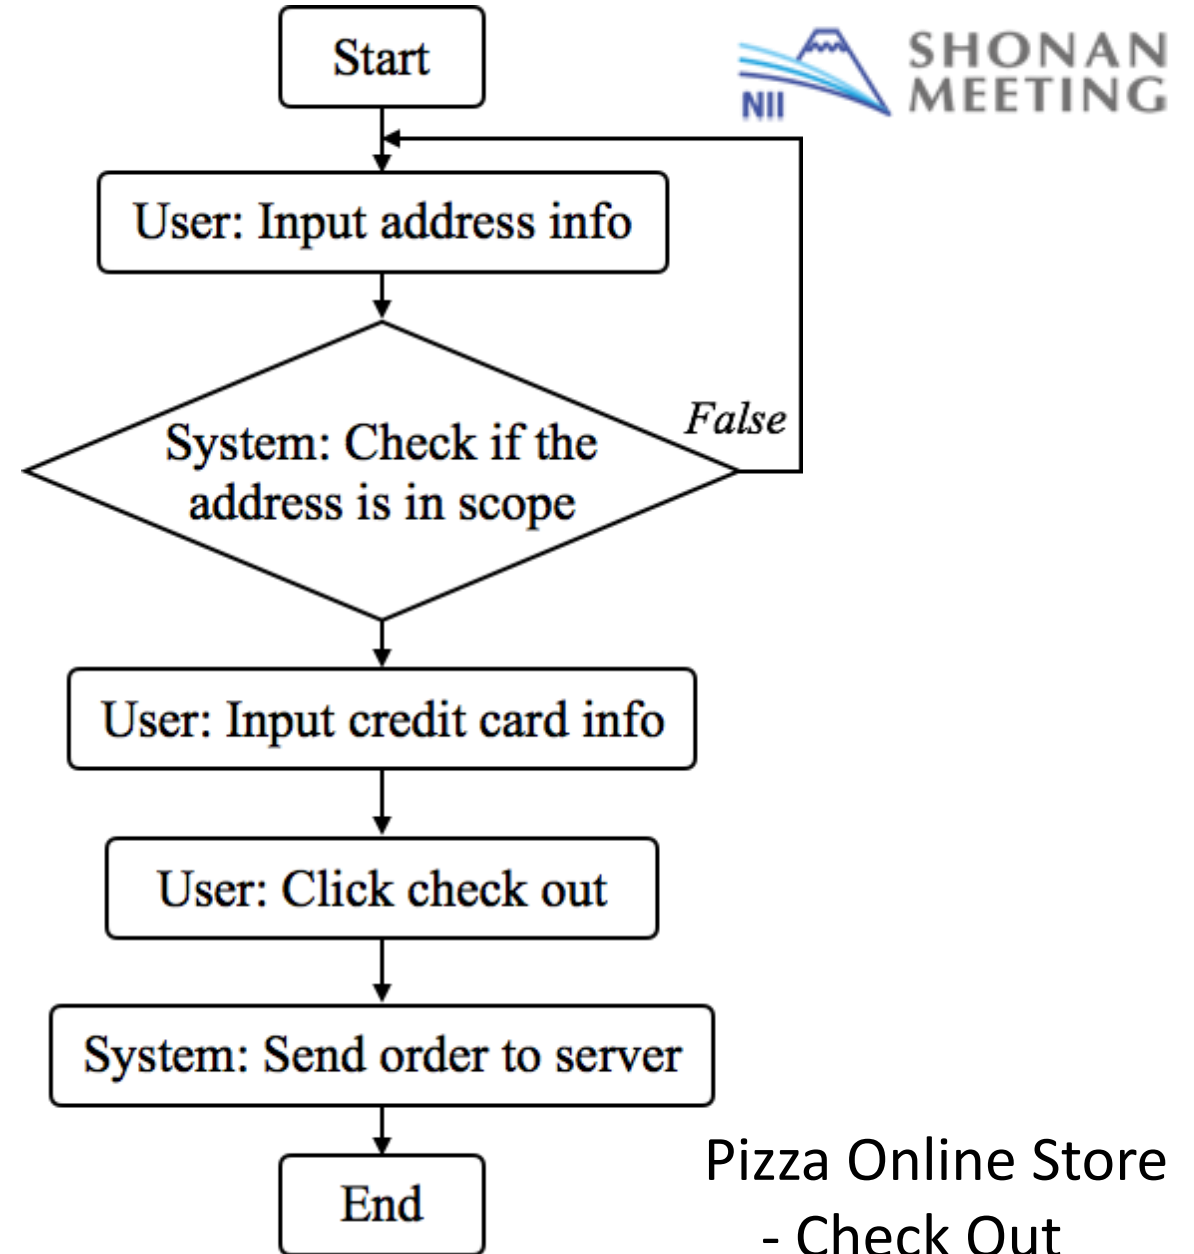 Start
NII
SHONAN
MEETING
User: Input address info
False
System: Check if the
address is in scope
User: Input credit card info
User: Click check out
System: Send order to server
End
Pizza Online Store
- Check Out